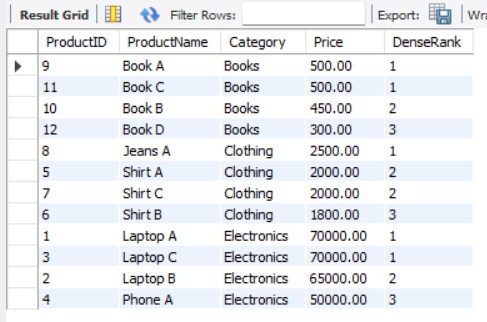 Result Grid Filter Rows: Export: Wra
ProductID ProductName Category Price DenseRank
9 Book A Books 500.00 1
11 Book C Books 500.00 1
10 Book B Books 450.00 2
12 Book D Books 300.00 3
8 Jeans A Clothing 2500.00 1
5 Shirt A Clothing 2000.00 2
7 Shirt C Clothing 2000.00 2
6 Shirt B Clothing 1800.00 3
1 Laptop A Electronics 70000.00 1
3 Laptop C Electronics 70000.00 1
2 Laptop B Electronics 65000.00 2
4 Phone A Electronics 50000.00 3